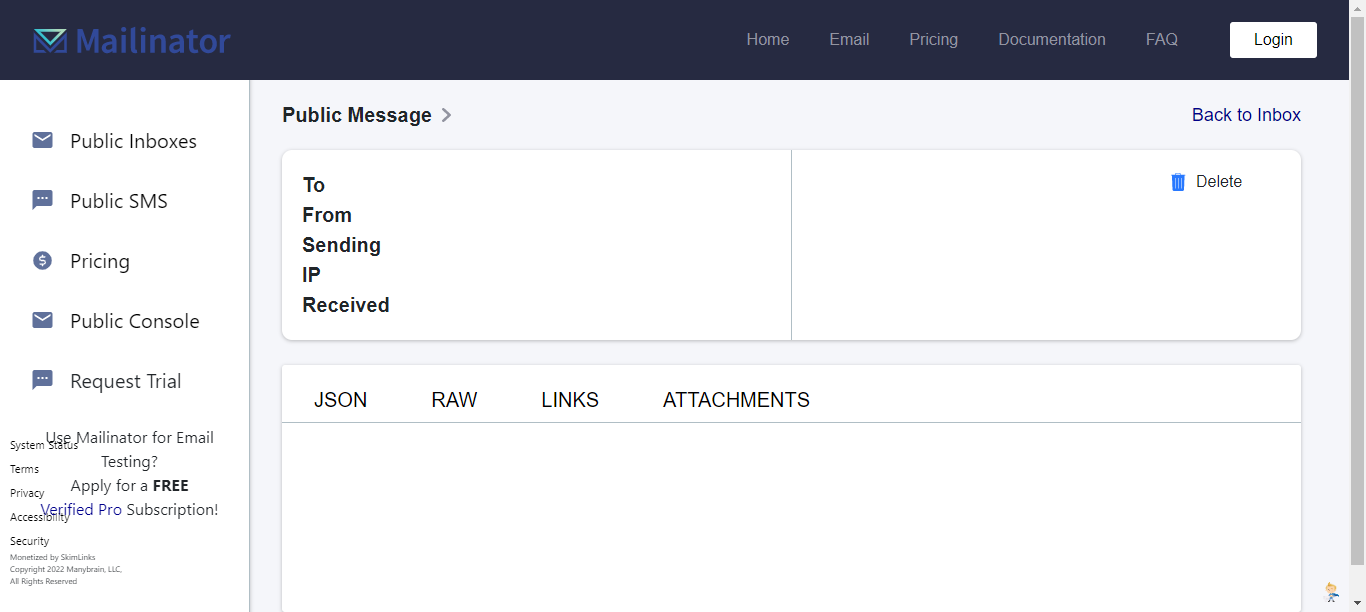 Mailinator
Home Email Pricing Documentation FAQ Login
Public Inboxes
Public SMS
Pricing
Public Console
Request Trial
Use Mailinator for Email
Testing?
Apply for a FREE
Verified Pro Subscription!
System Status
Terms
Privacy
Accessibility
Security
Monetized by SkimLinks
Copyright 2022 Manybrain, LLC,
All Rights Reserved
Public Message
Back to Inbox
To
From
Sending
IP
Received
Delete
JSON RAW LINKS ATTACHMENTS